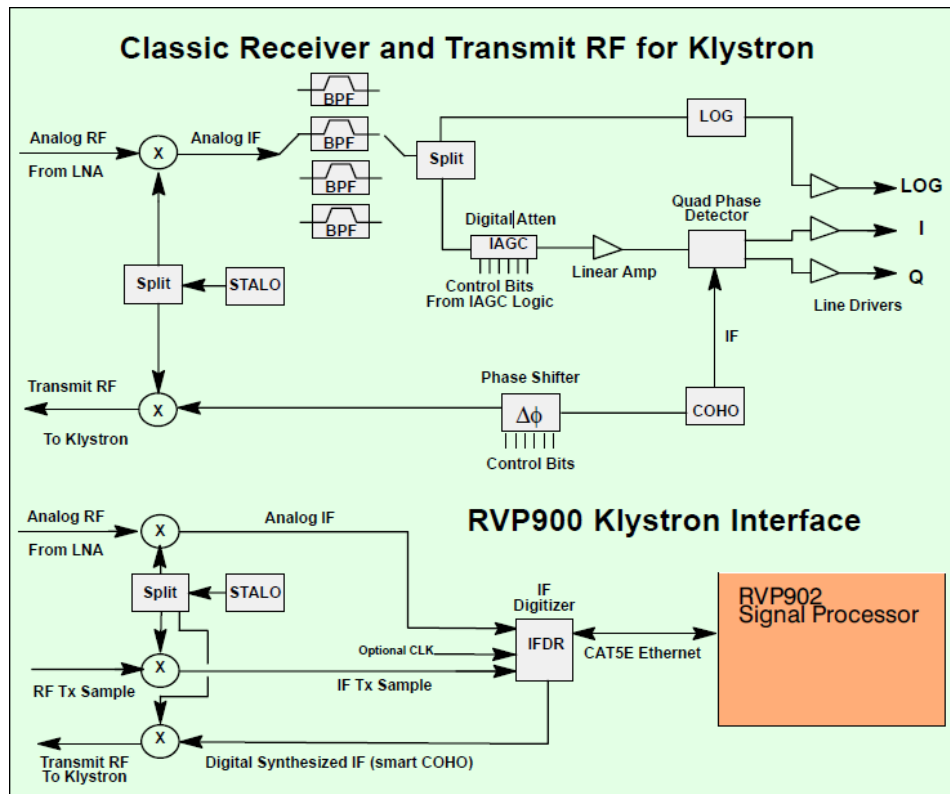 Classic Receiver and Transmit RF for Klystron
BPF
Analog RF
From LNA
X
Analog IF
BPF
BPF
BPF
Split
LOG
LOG
Digital Atten
IAGC
Control Bits
From IAGC Logic
Linear Amp
Quad Phase
Detector
I
Q
Line Drivers
Split
STALO
IF
Transmit RF
To Klystron
X
Phase Shifter
Δϕ
Control Bits
COHO
RVP900 Klystron Interface
Analog RF
From LNA
X
Analog IF
Split
STALO
IF
Digitizer
IFDR
Optional CLK
CAT5E Ethernet
RVP902
Signal Processor
RF Tx Sample
X
IF Tx Sample
X
Transmit RF
To Klystron
Digital Synthesized IF (smart COHO)